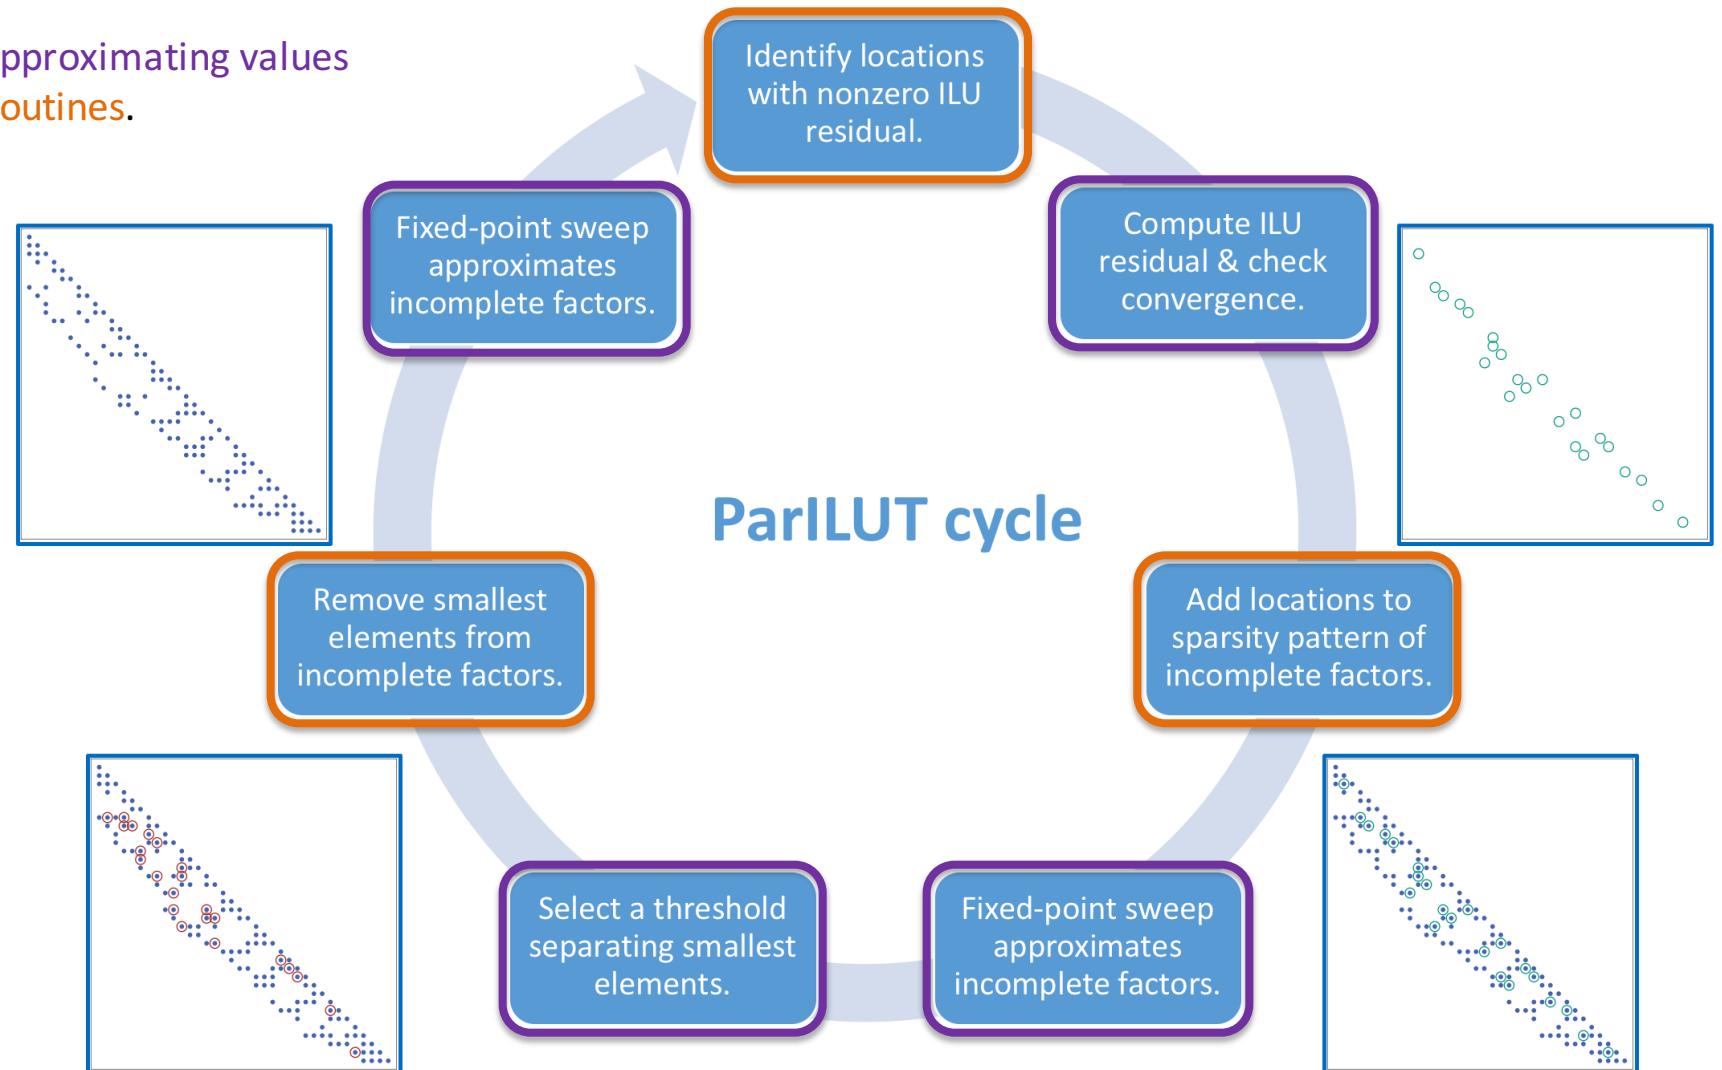 pproximating values
outines.
Identify locations
with nonzero ILU
residual.
Compute ILU
residual & check
convergence.
Add locations to
sparsity pattern of
incomplete factors.
Fixed-point sweep
approximates
incomplete factors.
Select a threshold
separating smallest
elements.
Remove smallest
elements from
incomplete factors.
Fixed-point sweep
approximates
incomplete factors.
ParILUT cycle